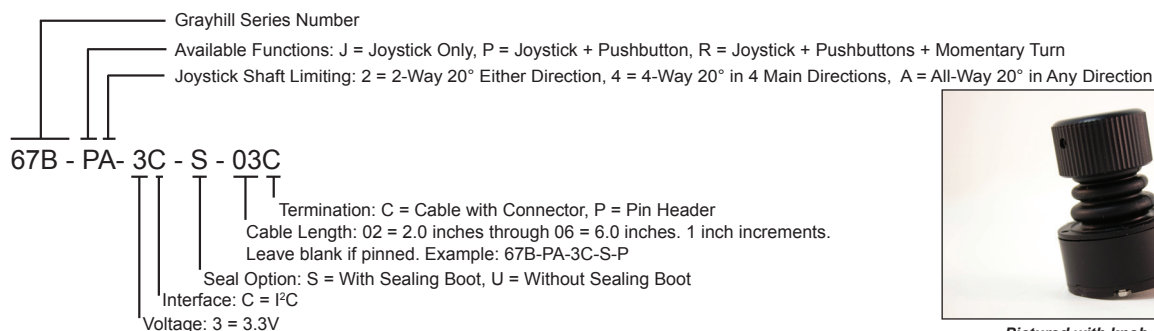 Grayhill Series Number
Available Functions: J = Joystick Only, P = Joystick + Pushbutton, R = Joystick + Pushbuttons + Momentary Turn
Joystick Shaft Limiting: 2 = 2-Way 20° Either Direction, 4 = 4-Way 20° in 4 Main Directions, A = All-Way 20° in Any Direction
67B - PA- 3C - S - 03C
Termination: C = Cable with Connector, P = Pin Header
Cable Length: 02 = 2.0 inches through 06 = 6.0 inches. 1 inch increments.
Leave blank if pinned. Example: 67B-PA-3C-S-P
Seal Option: S = With Sealing Boot, U = Without Sealing Boot
Interface: C = I²C
Voltage: 3 = 3.3V